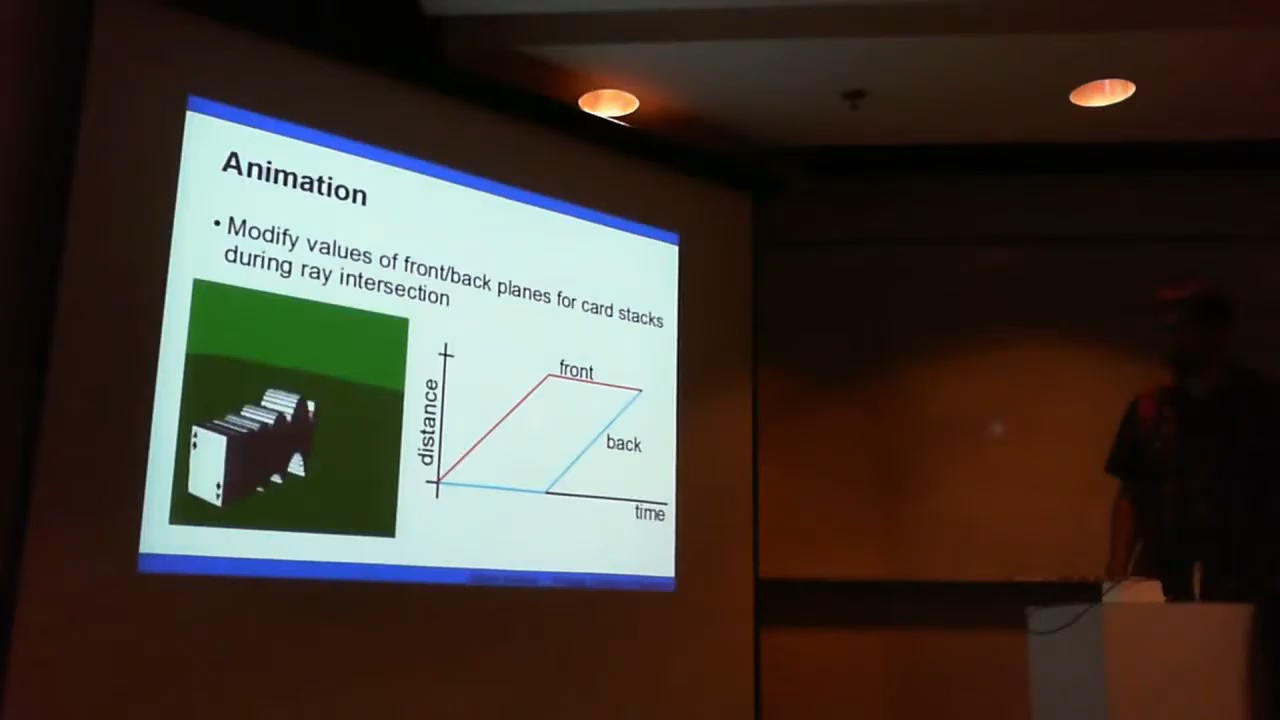 Animation
• Modify values of front/back planes for card stacks
during ray intersection
front
distance
back
time